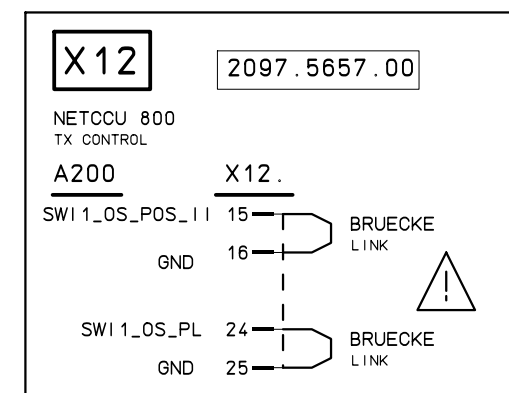 X12 2097.5657.00
NETCCU 800
TX CONTROL
A200 X12.
SWI1_OS_POS_II 15 BRUECKE
GND 16 LINK
!
SWI1_OS_PL 24 BRUECKE
GND 25 LINK